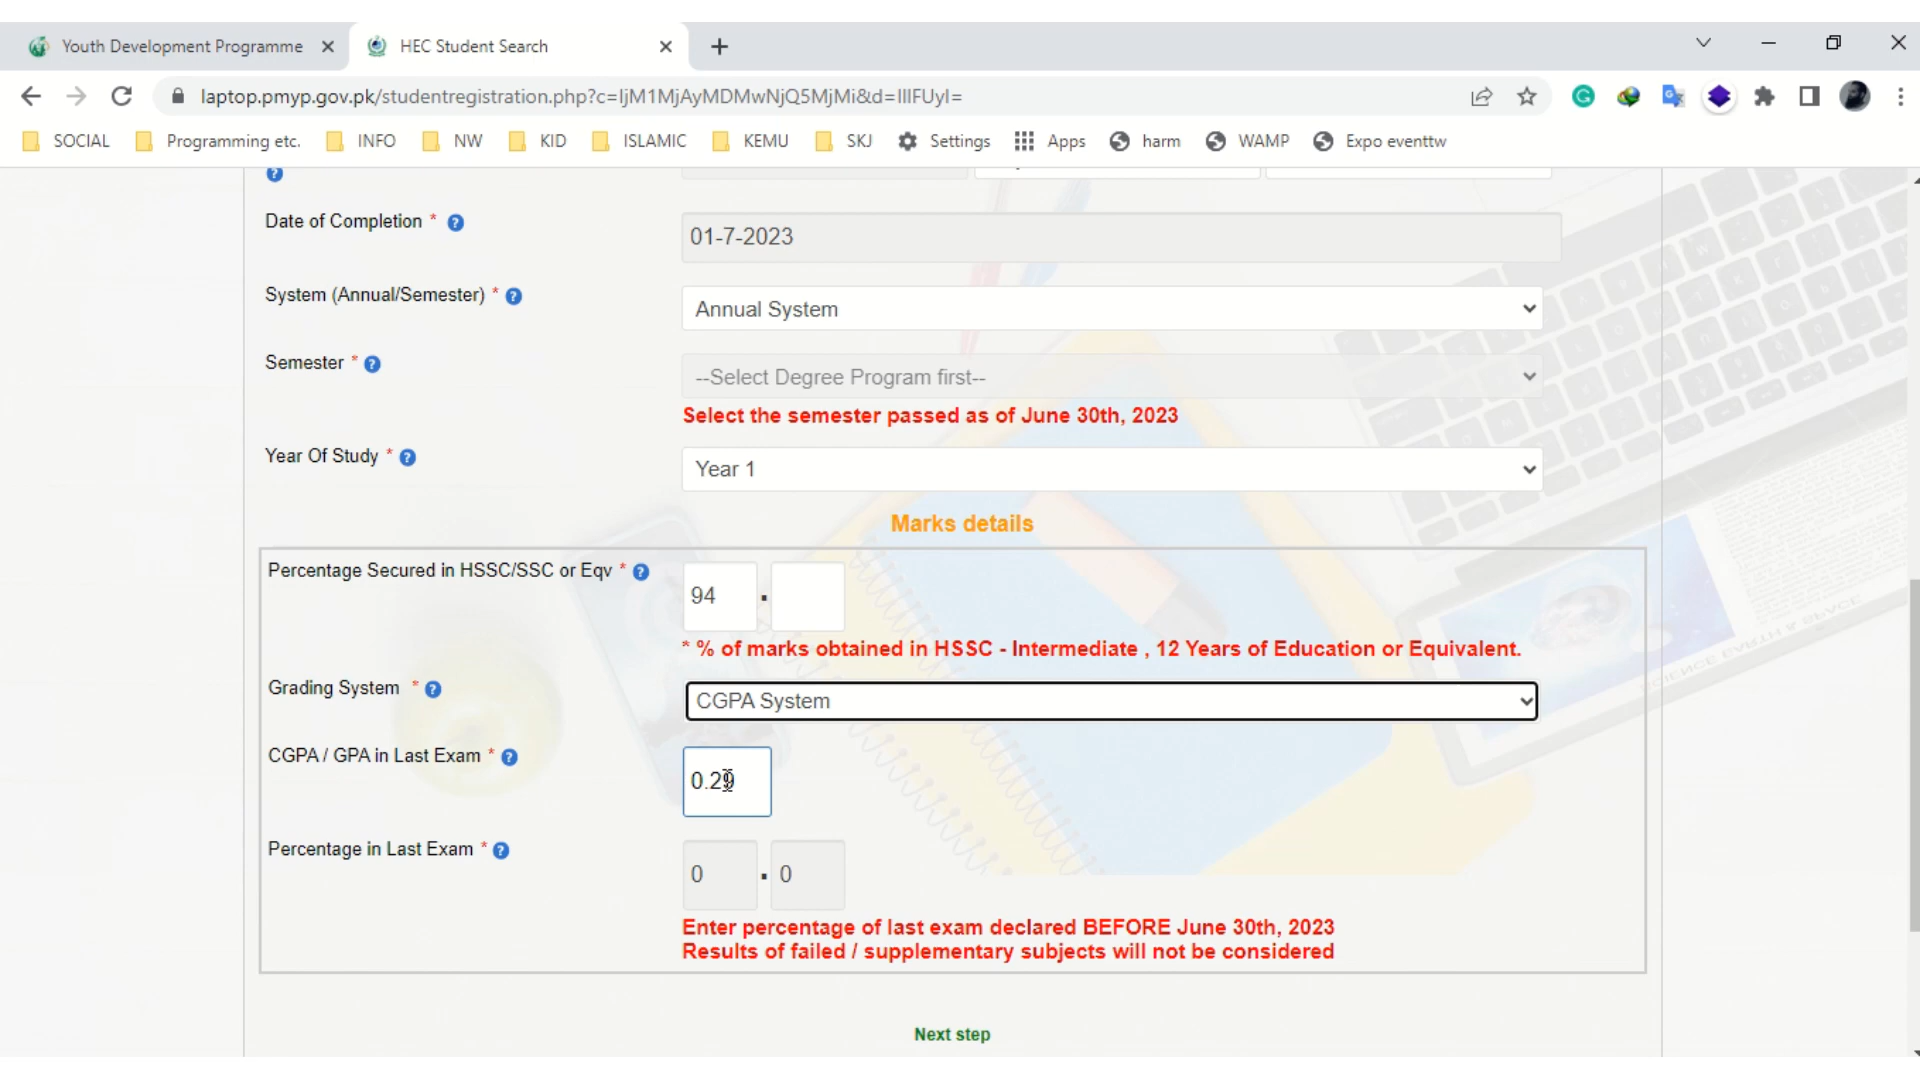 Youth Development Programme
HEC Student Search
laptop.pmyp.gov.pk/studentregistration.php?c=IjM1MjAyMDMwNjQ5MjMi&d=IllFUyI=
SOCIAL Programming etc. INFO NW KID ISLAMIC KEMU SKJ Settings Apps harm WAMP Expo eventtw
Date of Completion * ?
01-7-2023
System (Annual/Semester) * ?
Annual System
Semester * ?
--Select Degree Program first--
Select the semester passed as of June 30th, 2023
Year Of Study * ?
Year 1
Marks details
Percentage Secured in HSSC/SSC or Eqv * ?
94 .
* % of marks obtained in HSSC - Intermediate , 12 Years of Education or Equivalent.
Grading System * ?
CGPA System
CGPA / GPA in Last Exam * ?
0.29
Percentage in Last Exam * ?
0 . 0
Enter percentage of last exam declared BEFORE June 30th, 2023
Results of failed / supplementary subjects will not be considered
Next step